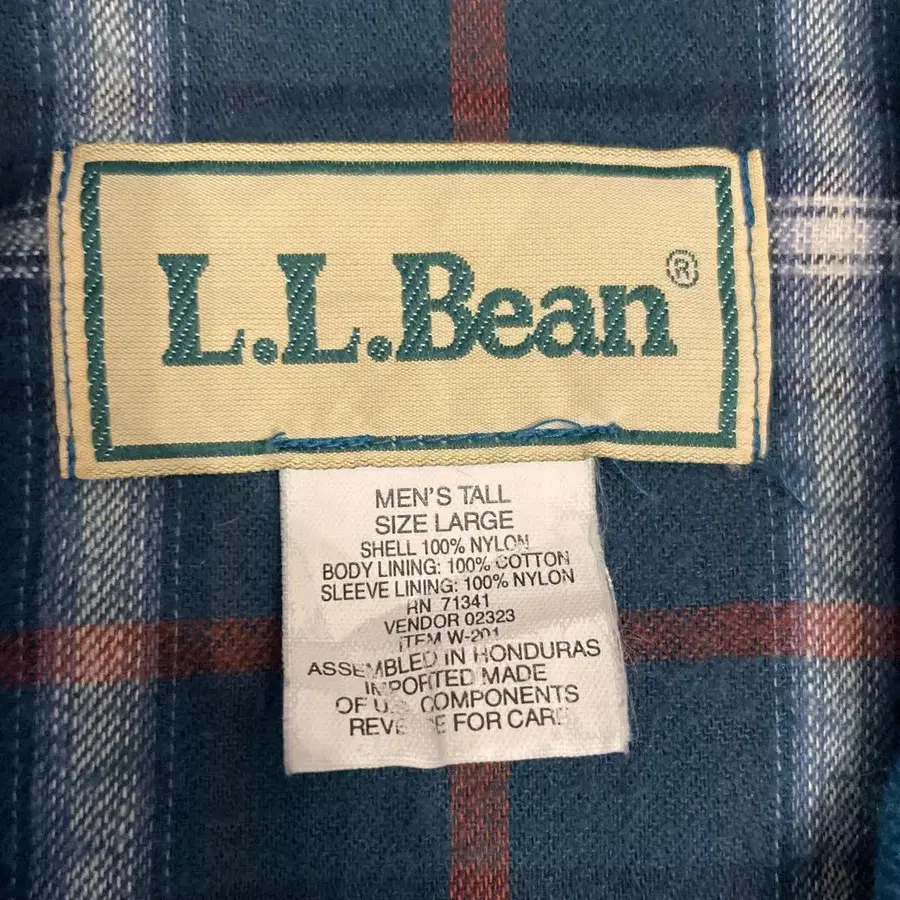 L.L.Bean®
MEN'S TALL
SIZE LARGE
SHELL 100% NYLON
BODY LINING: 100% COTTON
SLEEVE LINING: 100% NYLON
RN 71341
VENDOR 02323
ITEM W-201
ASSEMBLED IN HONDURAS
IMPORTED MADE
OF U.S. COMPONENTS
REVERSE FOR CARE